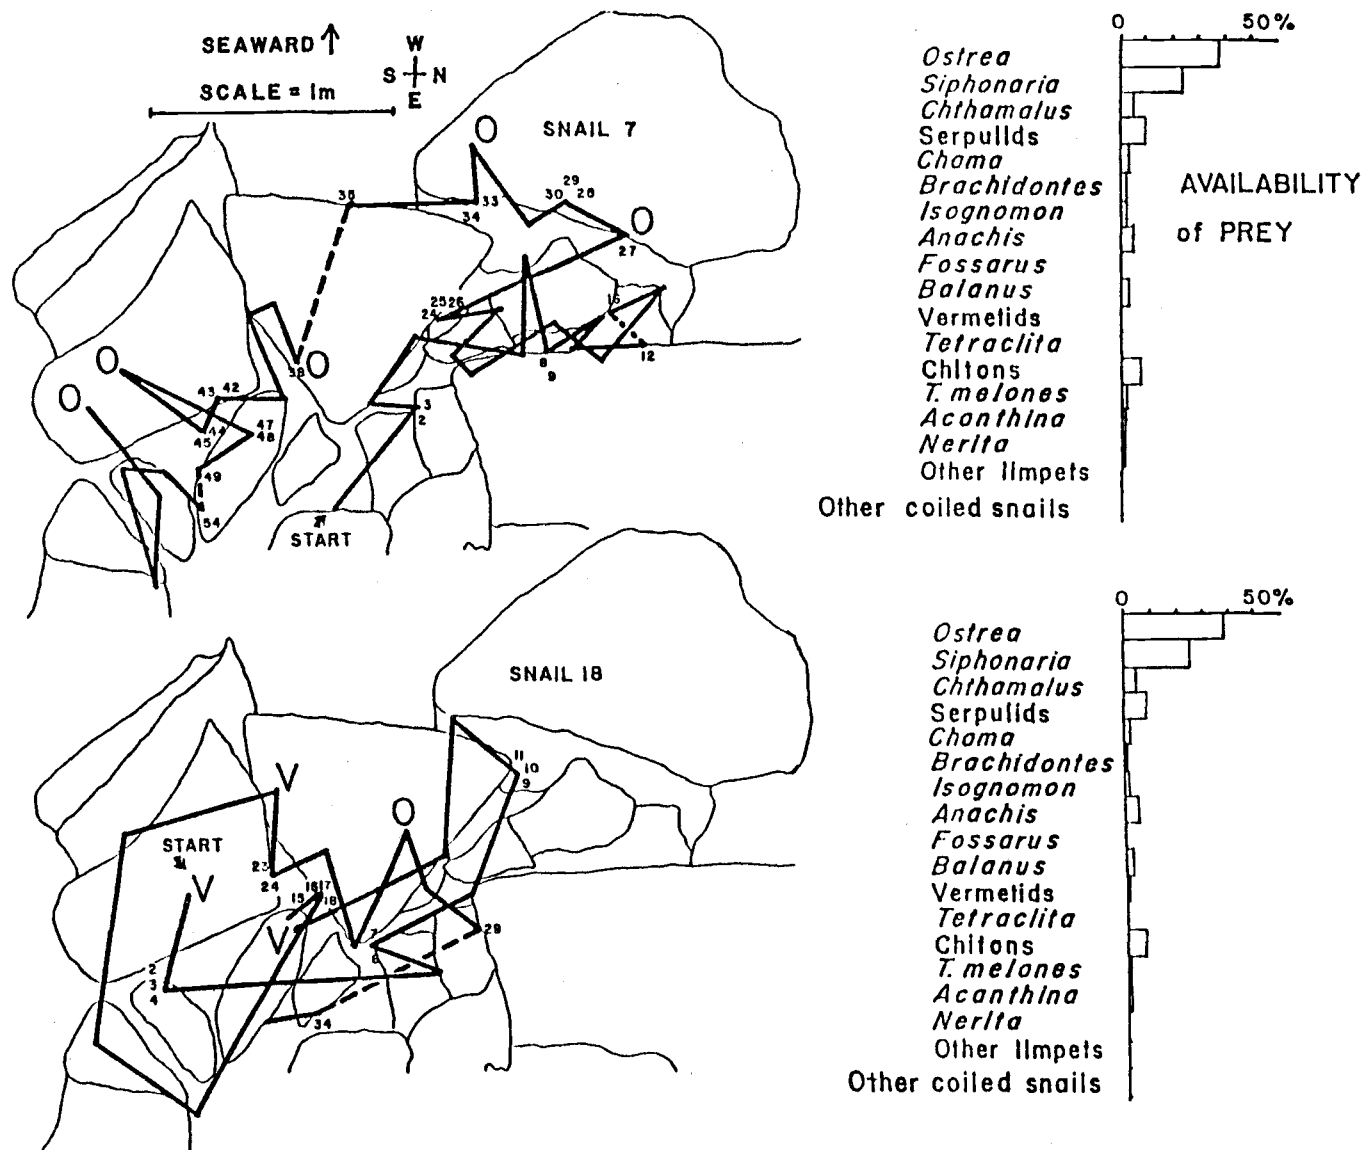 SEAWARD ↑
W
S N
E
SCALE = 1m
SNAIL 7
O
O
O
O
O
START
2
3
8
9
12
15
24
25 26
27
28
29
30
33
34
35
38
42
43
44
45
47
48
49
54
0 50%
Ostrea
Siphonaria
Chthamalus
Serpulids
Chama
Brachidontes
Isognomon
Anachis
Fossarus
Balanus
Vermetids
Tetraclita
Chitons
T. melones
Acanthina
Nerita
Other limpets
Other coiled snails
AVAILABILITY
of PREY
SNAIL 18
START
V
V
V
O
2
3
4
7
8
9
10
11
15
16 17
18
23
24
29
34
0 50%
Ostrea
Siphonaria
Chthamalus
Serpulids
Chama
Brachidontes
Isognomon
Anachis
Fossarus
Balanus
Vermetids
Tetraclita
Chitons
T. melones
Acanthina
Nerita
Other limpets
Other coiled snails